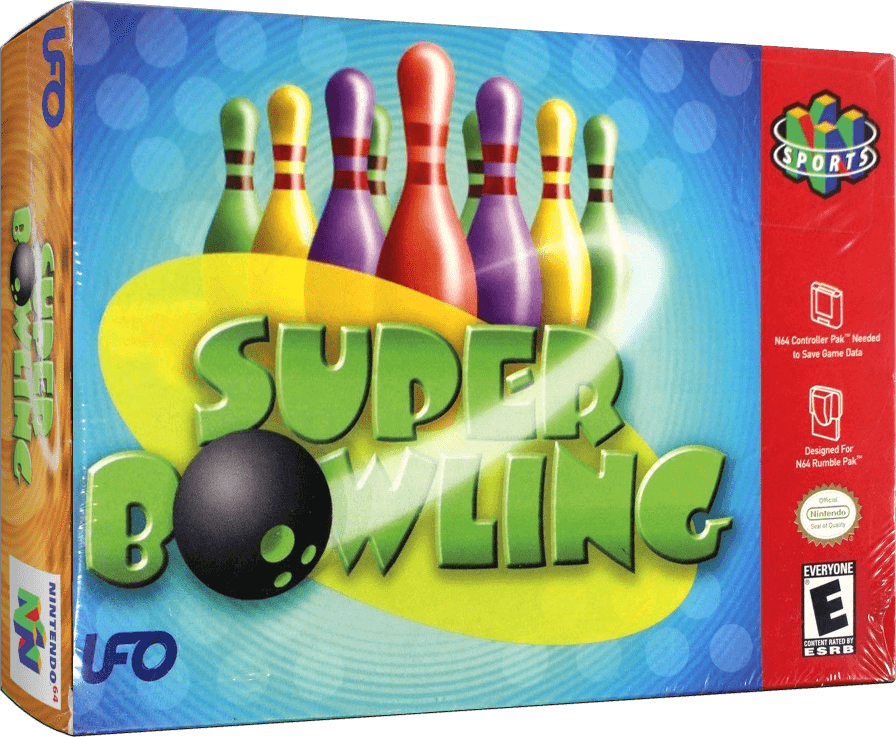 UFO
SUPER
BOWLING
NINTENDO 64
SUPER
BOWLING
UFO
SPORTS
N64 Controller Pak™ Needed
to Save Game Data
Designed For
N64 Rumble Pak™
Official
Nintendo
Seal of Quality
EVERYONE
E
CONTENT RATED BY
ESRB